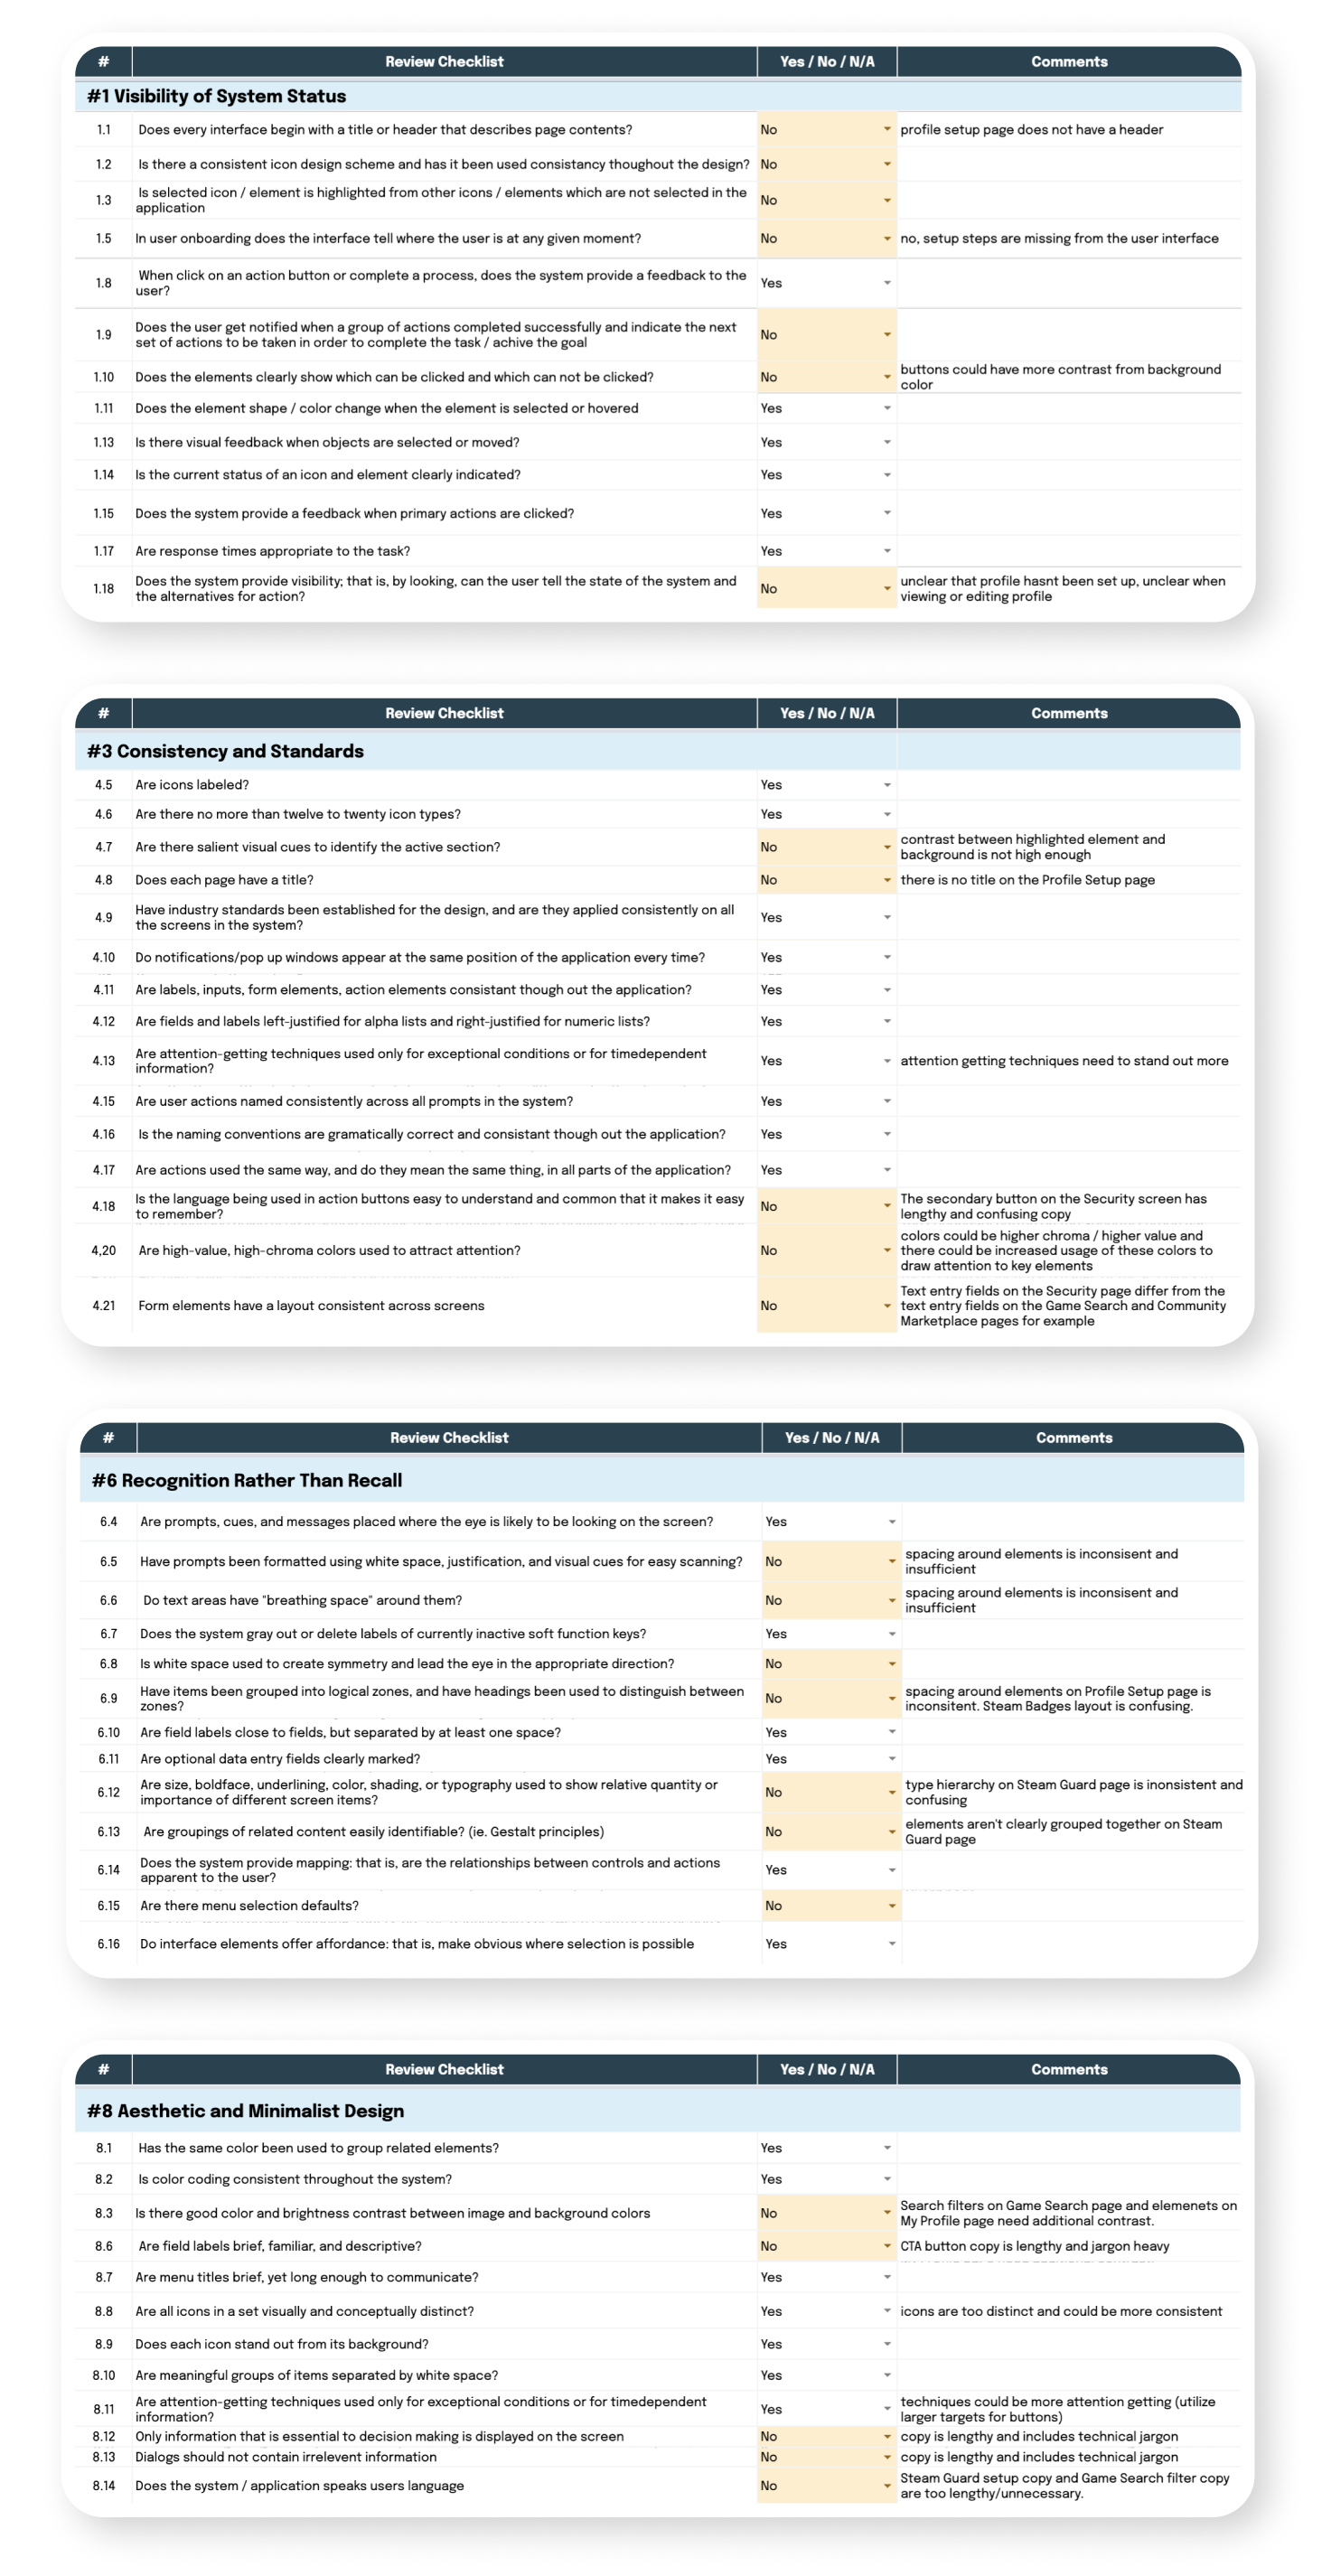 # Review Checklist Yes / No / N/A Comments
#1 Visibility of System Status
1.1 Does every interface begin with a title or header that describes page contents? No profile setup page does not have a header
1.2 Is there a consistent icon design scheme and has it been used consistancy thoughout the design? No
1.3 Is selected icon / element is highlighted from other icons / elements which are not selected in the
application No
1.5 In user onboarding does the interface tell where the user is at any given moment? No no, setup steps are missing from the user interface
1.8 When click on an action button or complete a process, does the system provide a feedback to the
user? Yes
1.9 Does the user get notified when a group of actions completed successfully and indicate the next
set of actions to be taken in order to complete the task / achive the goal No
1.10 Does the elements clearly show which can be clicked and which can not be clicked? No buttons could have more contrast from background
color
1.11 Does the element shape / color change when the element is selected or hovered Yes
1.13 Is there visual feedback when objects are selected or moved? Yes
1.14 Is the current status of an icon and element clearly indicated? Yes
1.15 Does the system provide a feedback when primary actions are clicked? Yes
1.17 Are response times appropriate to the task? Yes
1.18 Does the system provide visibility; that is, by looking, can the user tell the state of the system and
the alternatives for action? No unclear that profile hasnt been set up, unclear when
viewing or editing profile
# Review Checklist Yes / No / N/A Comments
#3 Consistency and Standards
4.5 Are icons labeled? Yes
4.6 Are there no more than twelve to twenty icon types? Yes
4.7 Are there salient visual cues to identify the active section? No contrast between highlighted element and
background is not high enough
4.8 Does each page have a title? No there is no title on the Profile Setup page
4.9 Have industry standards been established for the design, and are they applied consistently on all
the screens in the system? Yes
4.10 Do notifications/pop up windows appear at the same position of the application every time? Yes
4.11 Are labels, inputs, form elements, action elements consistant though out the application? Yes
4.12 Are fields and labels left-justified for alpha lists and right-justified for numeric lists? Yes
4.13 Are attention-getting techniques used only for exceptional conditions or for timedependent
information? Yes attention getting techniques need to stand out more
4.15 Are user actions named consistently across all prompts in the system? Yes
4.16 Is the naming conventions are gramatically correct and consistant though out the application? Yes
4.17 Are actions used the same way, and do they mean the same thing, in all parts of the application? Yes
4.18 Is the language being used in action buttons easy to understand and common that it makes it easy
to remember? No The secondary button on the Security screen has
lengthy and confusing copy
4,20 Are high-value, high-chroma colors used to attract attention? No colors could be higher chroma / higher value and
there could be increased usage of these colors to
draw attention to key elements
4.21 Form elements have a layout consistent across screens No Text entry fields on the Security page differ from the
text entry fields on the Game Search and Community
Marketplace pages for example
# Review Checklist Yes / No / N/A Comments
#6 Recognition Rather Than Recall
6.4 Are prompts, cues, and messages placed where the eye is likely to be looking on the screen? Yes
6.5 Have prompts been formatted using white space, justification, and visual cues for easy scanning? No spacing around elements is inconsisent and
insufficient
6.6 Do text areas have "breathing space" around them? No spacing around elements is inconsisent and
insufficient
6.7 Does the system gray out or delete labels of currently inactive soft function keys? Yes
6.8 Is white space used to create symmetry and lead the eye in the appropriate direction? No
6.9 Have items been grouped into logical zones, and have headings been used to distinguish between
zones? No spacing around elements on Profile Setup page is
inconsitent. Steam Badges layout is confusing.
6.10 Are field labels close to fields, but separated by at least one space? Yes
6.11 Are optional data entry fields clearly marked? Yes
6.12 Are size, boldface, underlining, color, shading, or typography used to show relative quantity or
importance of different screen items? No type hierarchy on Steam Guard page is inonsistent and
confusing
6.13 Are groupings of related content easily identifiable? (ie. Gestalt principles) No elements aren't clearly grouped together on Steam
Guard page
6.14 Does the system provide mapping: that is, are the relationships between controls and actions
apparent to the user? Yes
6.15 Are there menu selection defaults? No
6.16 Do interface elements offer affordance: that is, make obvious where selection is possible Yes
# Review Checklist Yes / No / N/A Comments
#8 Aesthetic and Minimalist Design
8.1 Has the same color been used to group related elements? Yes
8.2 Is color coding consistent throughout the system? Yes
8.3 Is there good color and brightness contrast between image and background colors No Search filters on Game Search page and elemenets on
My Profile page need additional contrast.
8.6 Are field labels brief, familiar, and descriptive? No CTA button copy is lengthy and jargon heavy
8.7 Are menu titles brief, yet long enough to communicate? Yes
8.8 Are all icons in a set visually and conceptually distinct? Yes icons are too distinct and could be more consistent
8.9 Does each icon stand out from its background? Yes
8.10 Are meaningful groups of items separated by white space? Yes
8.11 Are attention-getting techniques used only for exceptional conditions or for timedependent
information? Yes techniques could be more attention getting (utilize
larger targets for buttons)
8.12 Only information that is essential to decision making is displayed on the screen No copy is lengthy and includes technical jargon
8.13 Dialogs should not contain irrelevent information No copy is lengthy and includes technical jargon
8.14 Does the system / application speaks users language No Steam Guard setup copy and Game Search filter copy
are too lengthy/unnecessary.